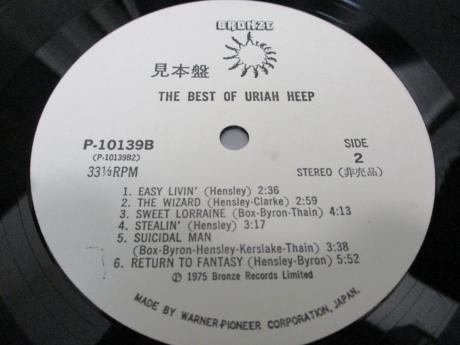 BRONZE
見本盤
THE BEST OF URIAH HEEP
P-10139B
(P-10139B2)
33⅓RPM
SIDE
2
STEREO (非売品)
1. EASY LIVIN' (Hensley) 2:36
2. THE WIZARD (Hensley-Clarke) 2:59
3. SWEET LORRAINE (Box-Byron-Thain) 4:13
4. STEALIN' (Hensley) 3:17
5. SUICIDAL MAN
(Box-Byron-Hensley-Kerslake-Thain) 3:38
6. RETURN TO FANTASY (Hensley-Byron) 5:52
Ⓟ 1975 Bronze Records Limited
MADE BY WARNER-PIONEER CORPORATION, JAPAN.